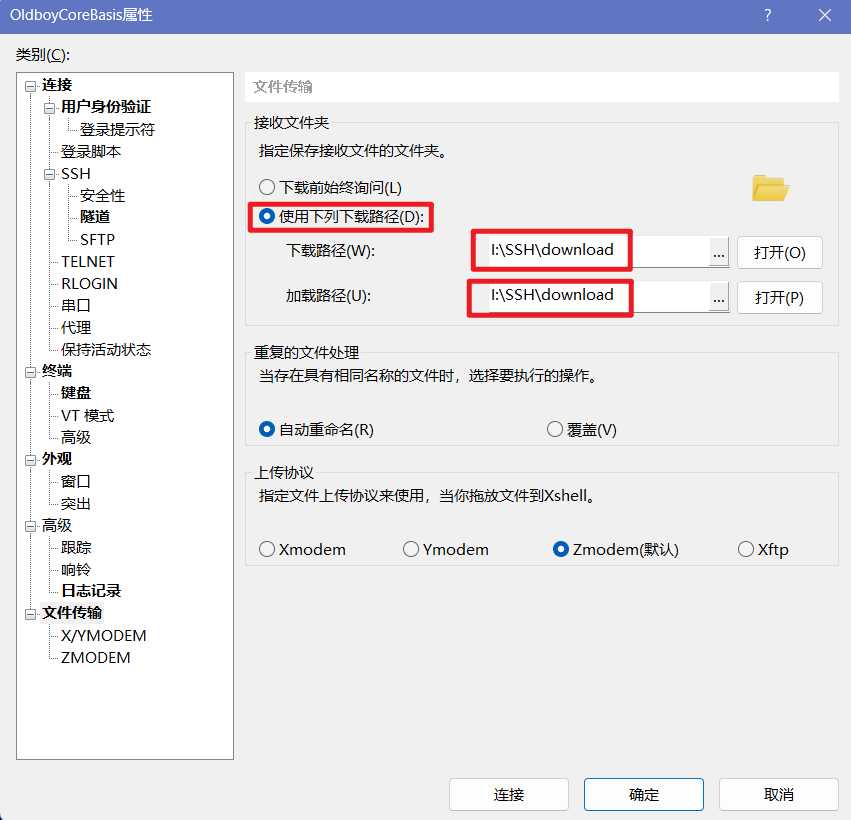 OldboyCoreBasis属性
类别(C):
连接
用户身份验证
登录提示符
登录脚本
SSH
安全性
隧道
SFTP
TELNET
RLOGIN
串口
代理
保持活动状态
终端
键盘
VT 模式
高级
外观
窗口
突出
高级
跟踪
响铃
日志记录
文件传输
X/YMODEM
ZMODEM
文件传输
接收文件夹
指定保存接收文件的文件夹。
下载前始终询问(L)
使用下列下载路径(D):
下载路径(W): I:\SSH\download ... 打开(O)
加载路径(U): I:\SSH\download ... 打开(P)
重复的文件处理
当存在具有相同名称的文件时，选择要执行的操作。
自动重命名(R) 覆盖(V)
上传协议
指定文件上传协议来使用，当你拖放文件到Xshell。
Xmodem Ymodem Zmodem(默认) Xftp
连接 确定 取消